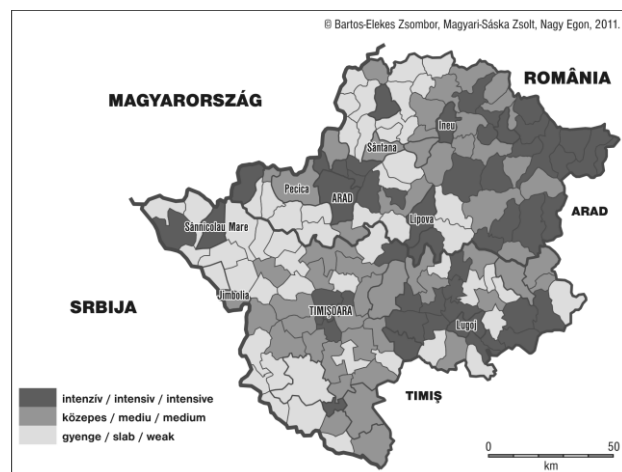 © Bartos-Elekes Zsombor, Magyari-Sáska Zsolt, Nagy Egon, 2011.
ROMÂNIA
MAGYARORSZÁG
Ineu
Sântana
Pecica
ARAD
Lipova
ARAD
Sânnicolau Mare
SRBIJA
Jimbolia
TIMIȘOARA
Lugoj
TIMIȘ
intenzív / intensiv / intensive
közepes / mediu / medium
gyenge / slab / weak
0 50
km